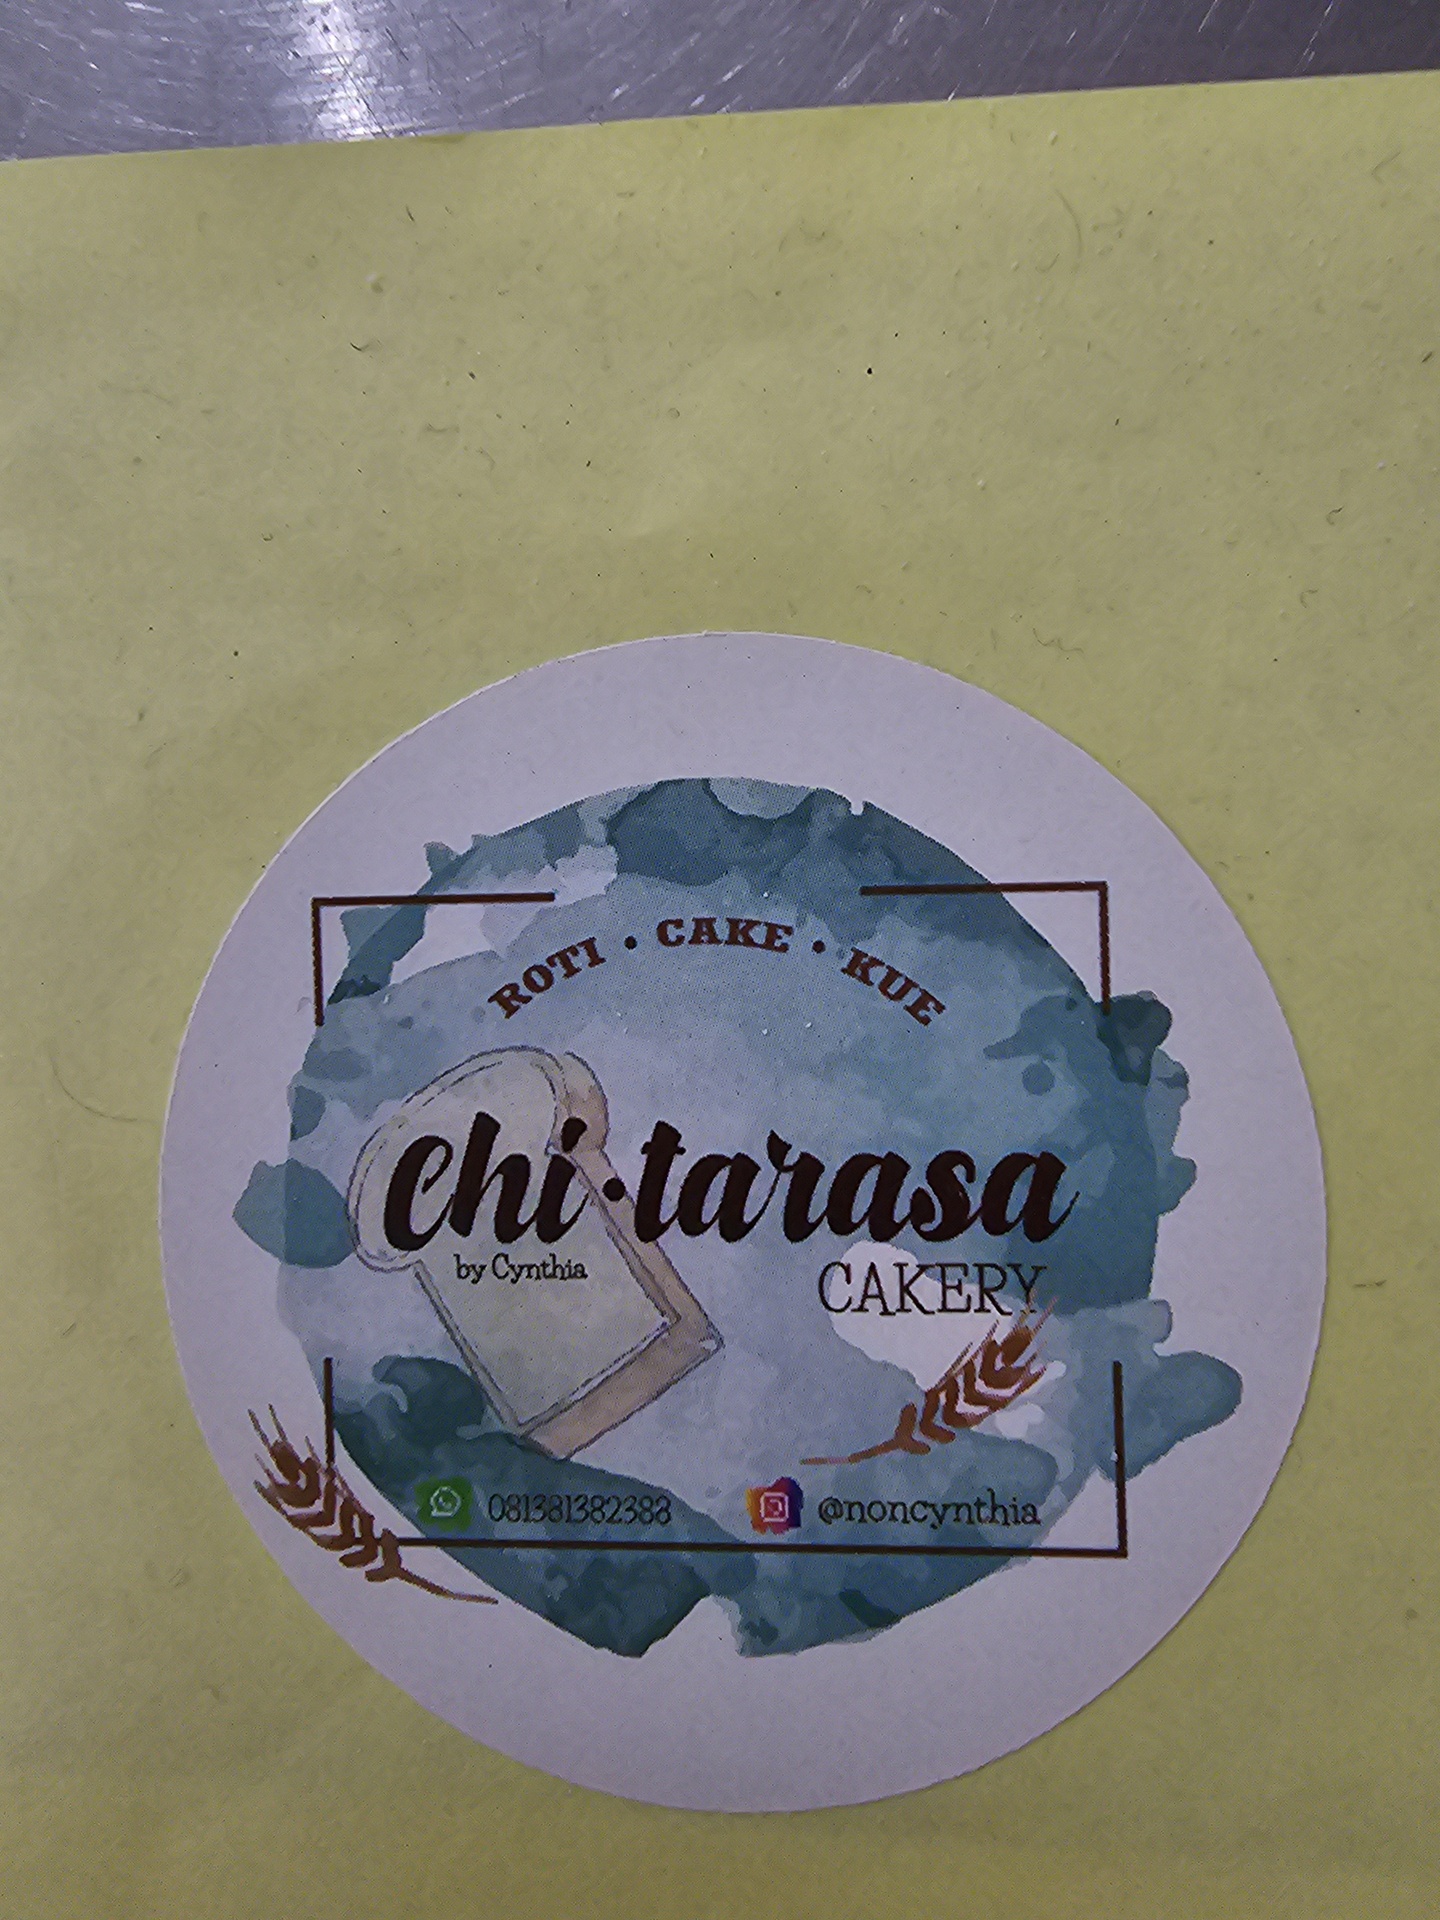 ROTI • CAKE • KUE
chi•tarasa
by Cynthia
CAKERY
081381382388
@noncynthia